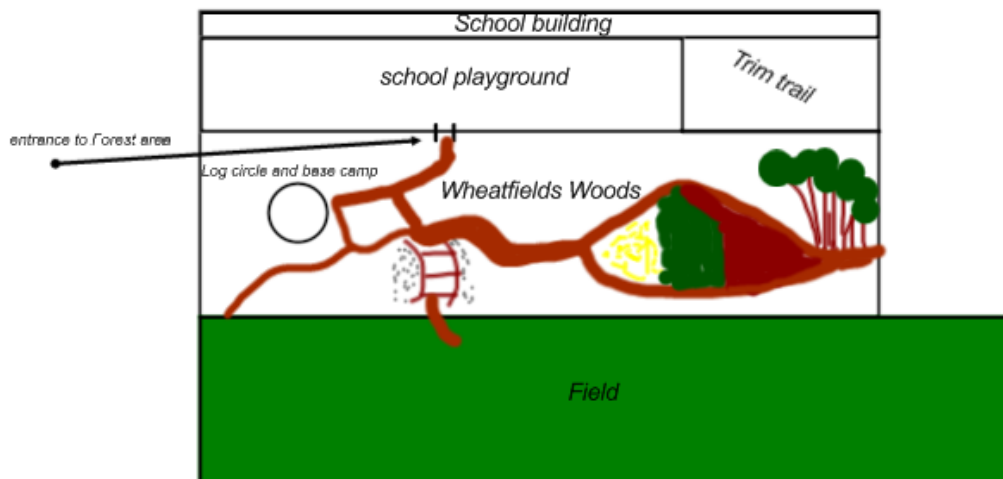 School building
school playground
Trim trail
entrance to Forest area
Log circle and base camp
Wheatfields Woods
Field